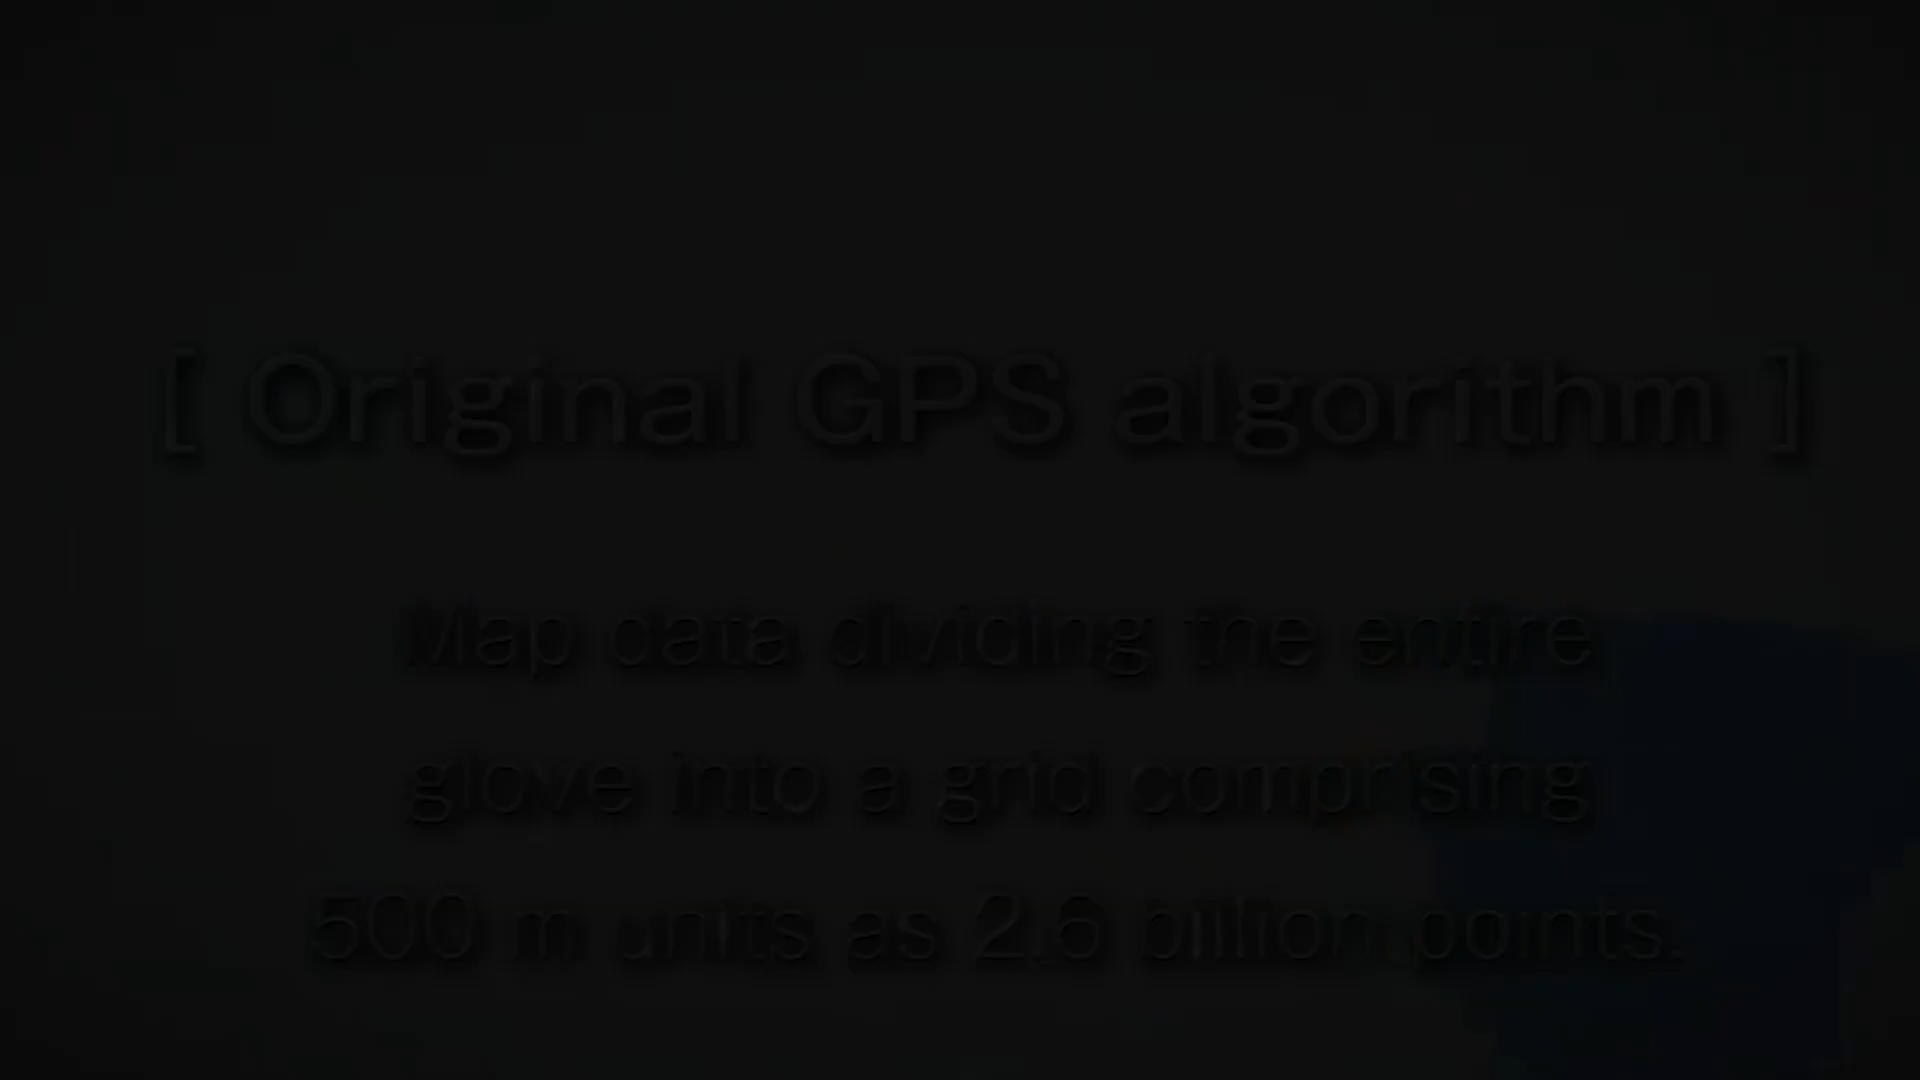 [ Original GPS algorithm ]
Map data dividing the entire
glove into a grid comprising
500 m units as 2.6 billion points.